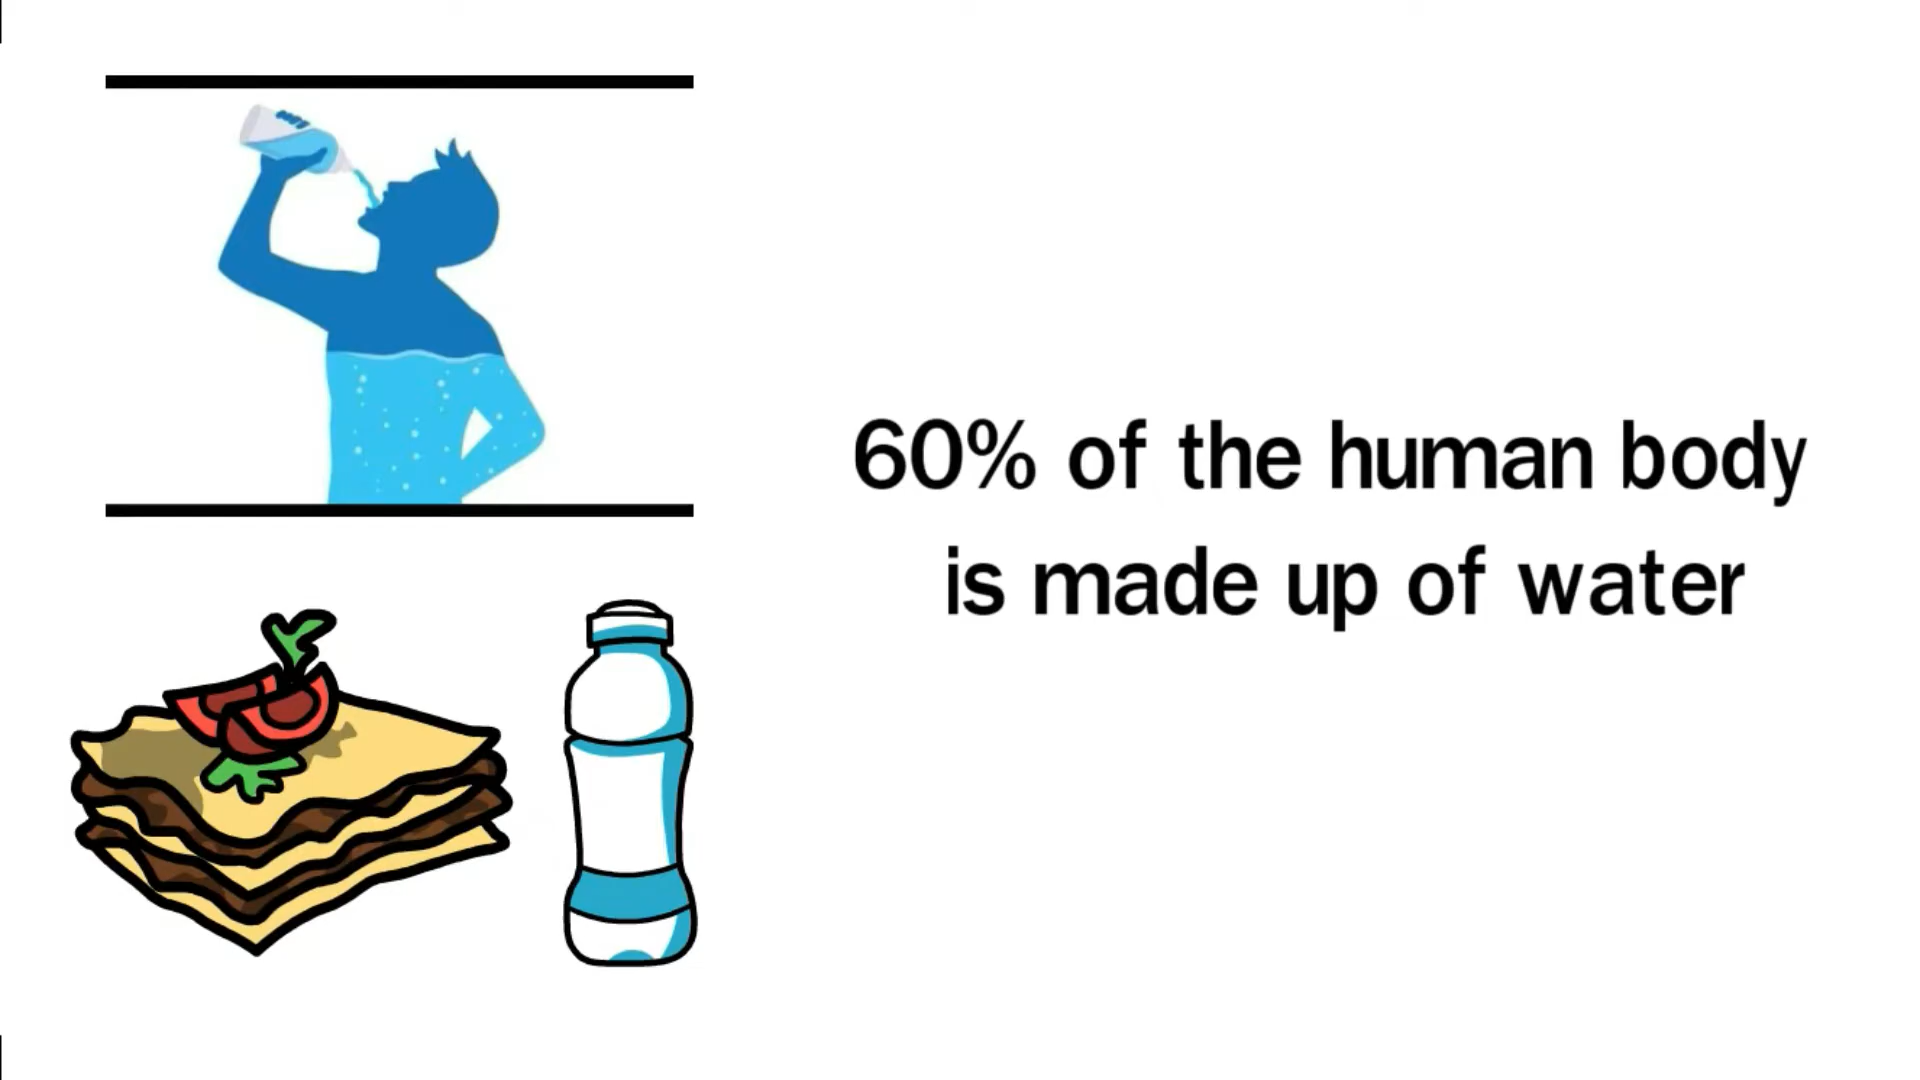 60% of the human body
is made up of water